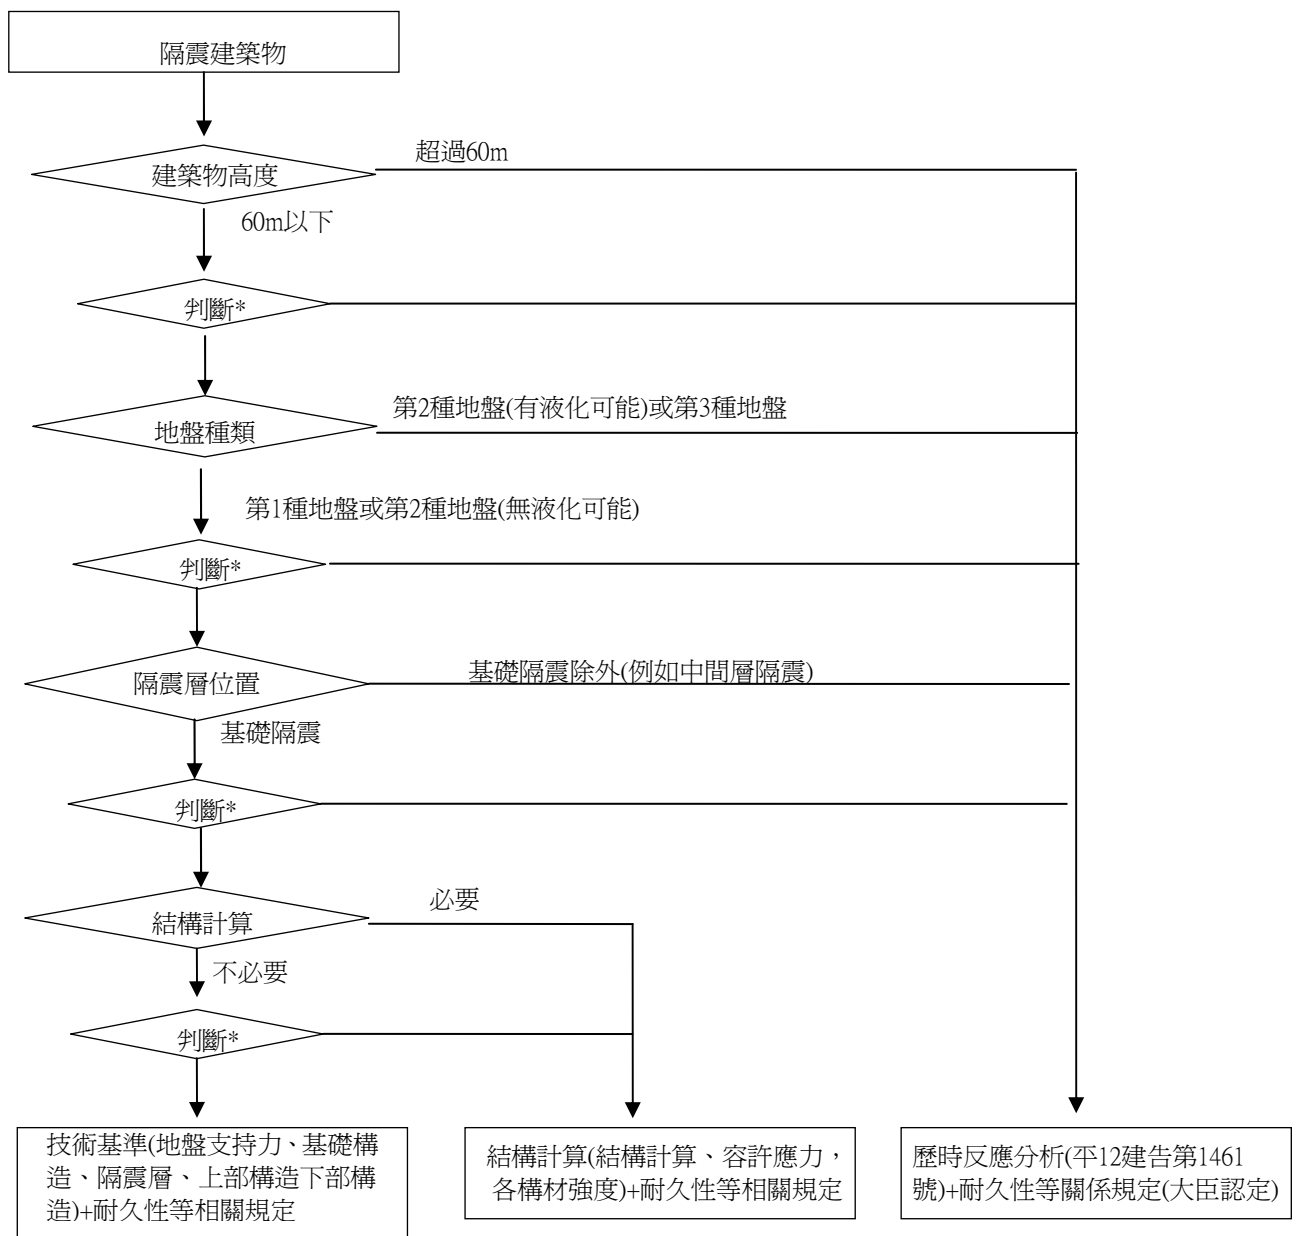 隔震建築物
超過60m
建築物高度
60m以下
判斷*
第2種地盤(有液化可能)或第3種地盤
地盤種類
第1種地盤或第2種地盤(無液化可能)
判斷*
基礎隔震除外(例如中間層隔震)
隔震層位置
基礎隔震
判斷*
必要
結構計算
不必要
判斷*
技術基準(地盤支持力、基礎構
造、隔震層、上部構造下部構
造)+耐久性等相關規定
結構計算(結構計算、容許應力，
各構材強度)+耐久性等相關規定
歷時反應分析(平12建告第1461
號)+耐久性等關係規定(大臣認定)